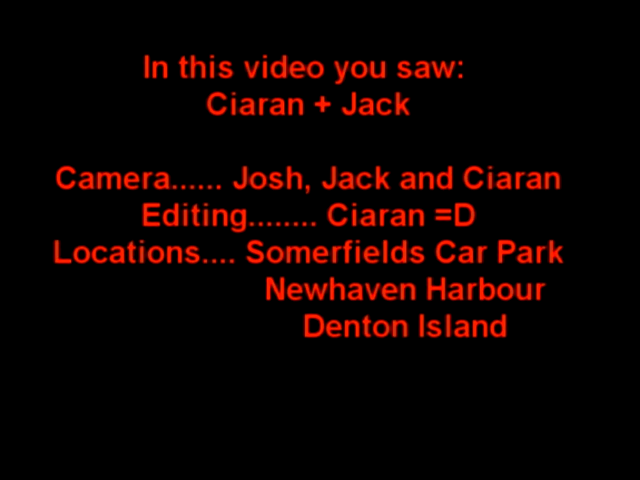 In this video you saw:
Ciaran + Jack
Camera...... Josh, Jack and Ciaran
Editing........ Ciaran =D
Locations.... Somerfields Car Park
Newhaven Harbour
Denton Island